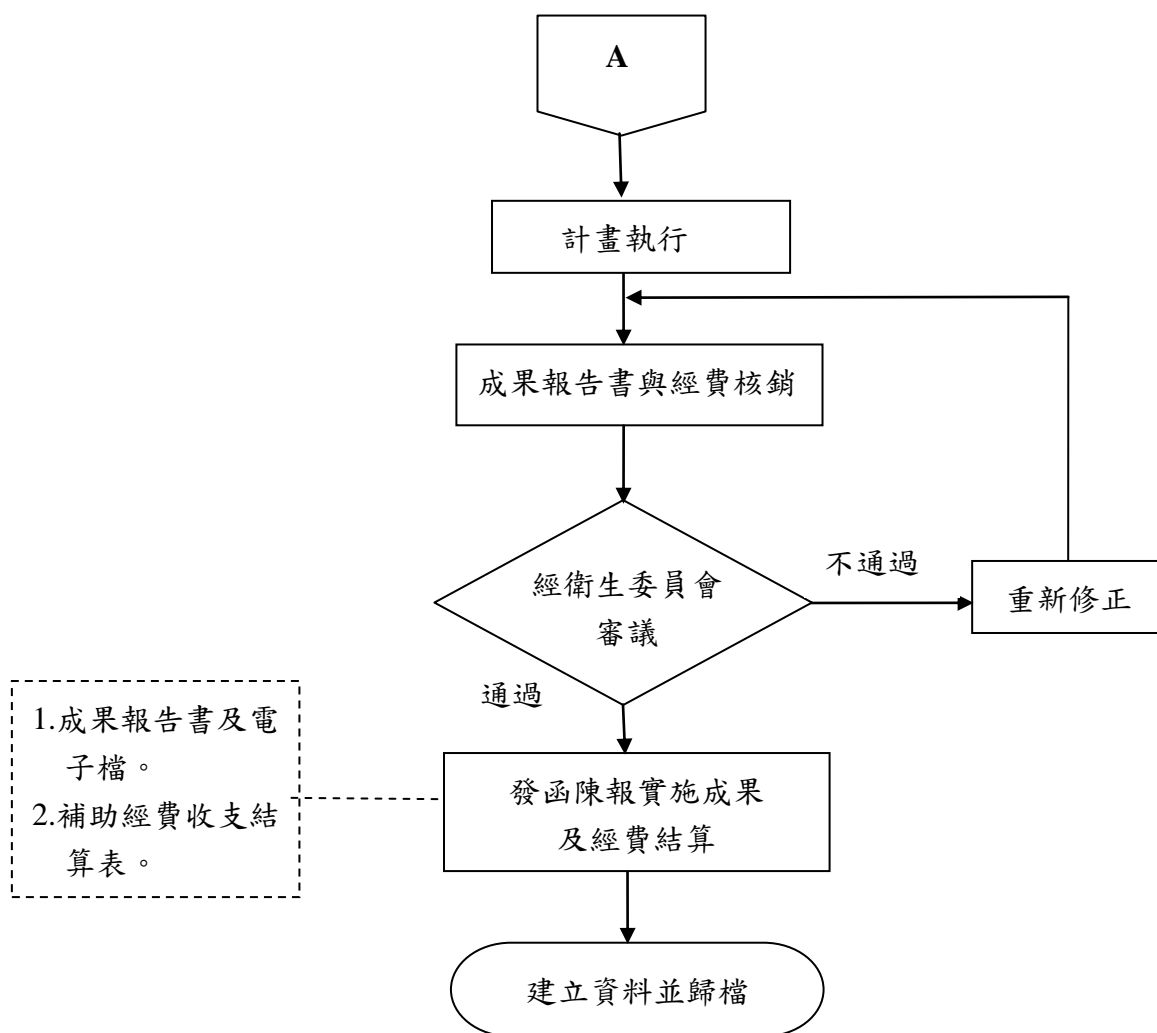 A
計畫執行
成果報告書與經費核銷
經衛生委員會
審議
不通過
重新修正
通過
1.成果報告書及電
子檔。
2.補助經費收支結
算表。
發函陳報實施成果
及經費結算
建立資料並歸檔